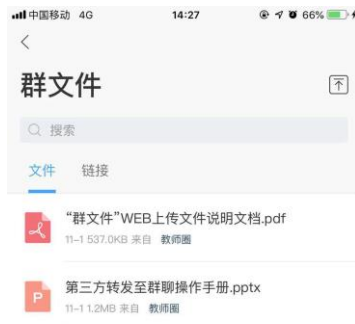 中国移动 4G 14:27 66%
群文件
搜索
文件 链接
“群文件”WEB上传文件说明文档.pdf
11-1 537.0KB 来自 教师圈
P 第三方转发至群聊操作手册.pptx
11-1 1.2MB 来自 教师圈